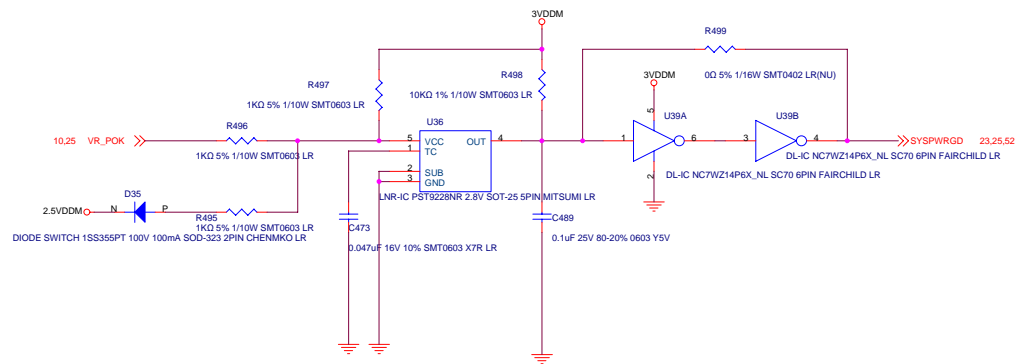 3VDDM
R499
R497
R498
0Ω 5% 1/16W SMT0402 LR(NU)
3VDDM
1KΩ 5% 1/10W SMT0603 LR
10KΩ 1% 1/10W SMT0603 LR
U36
U39A
U39B
R496
10,25 VR_POK
5 VCC OUT 4
1 TC
1 6
3 4
SYSPWRGD 23,25,52
1KΩ 5% 1/10W SMT0603 LR
DL-IC NC7WZ14P6X_NL SC70 6PIN FAIRCHILD LR
5
2
2 SUB
3 GND
DL-IC NC7WZ14P6X_NL SC70 6PIN FAIRCHILD LR
D35
LNR-IC PST9228NR 2.8V SOT-25 5PIN MITSUMI LR
2.5VDDM N P
R495
1KΩ 5% 1/10W SMT0603 LR
C473
C489
DIODE SWITCH 1SS355PT 100V 100mA SOD-323 2PIN CHENMKO LR
0.047uF 16V 10% SMT0603 X7R LR
0.1uF 25V 80-20% 0603 Y5V